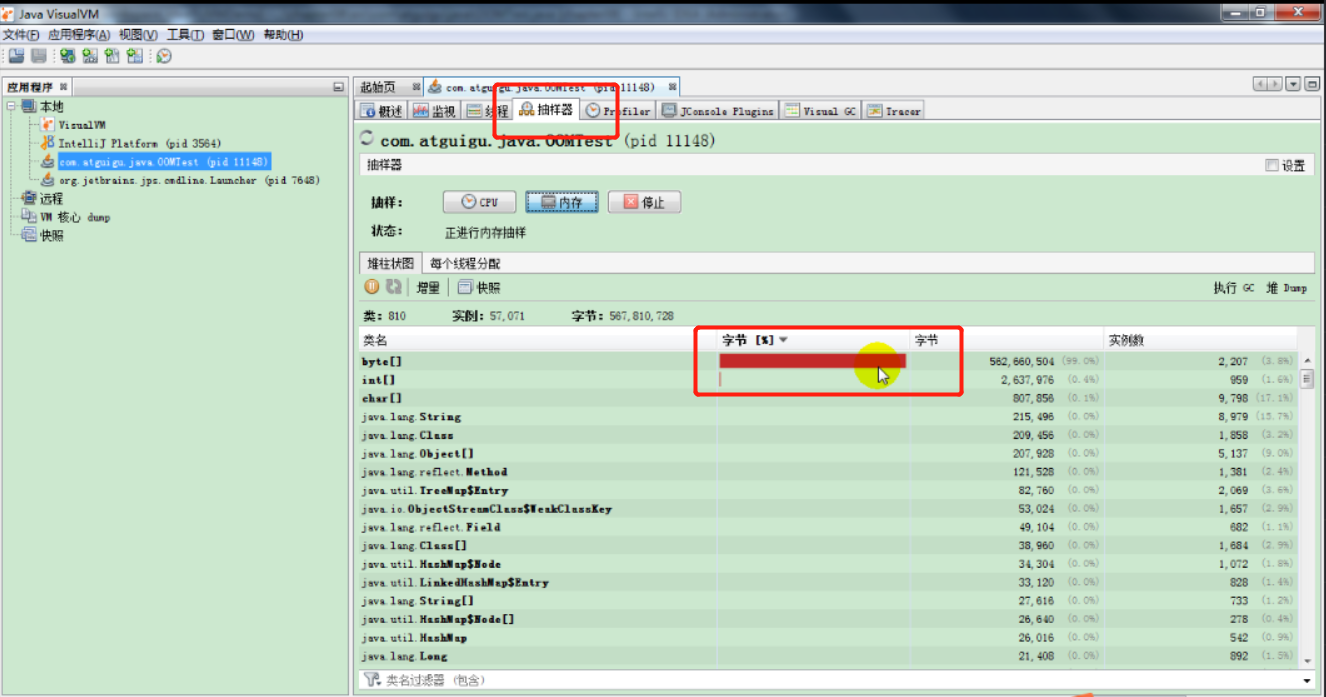 Java VisualVM
文件(F) 应用程序(A) 视图(V) 工具(T) 窗口(W) 帮助(H)
应用程序
本地
VisualVM
IntelliJ Platform (pid 3564)
com.atguigu.java.OOMTest (pid 11148)
org.jetbrains.jps.cmdline.Launcher (pid 7648)
远程
VM 核心 dump
快照
起始页 com.atguigu.java.OOMTest (pid 11148)
概述 监视 线程 抽样器 Profiler JConsole Plugins Visual GC Tracer
com.atguigu.java.OOMTest (pid 11148)
抽样器 设置
抽样: CPU 内存 停止
状态: 正进行内存抽样
堆柱状图 每个线程分配
增量 快照 执行 GC 堆 Dump
类: 810 实例: 57,071 字节: 567,810,728
类名 字节 [%] 字节 实例数
byte[] 562,660,504 (99.0%) 2,207 (3.8%)
int[] 2,637,976 (0.4%) 959 (1.6%)
char[] 807,856 (0.1%) 9,798 (17.1%)
java.lang.String 215,496 (0.0%) 8,979 (15.7%)
java.lang.Class 209,456 (0.0%) 1,858 (3.2%)
java.lang.Object[] 207,928 (0.0%) 5,137 (9.0%)
java.lang.reflect.Method 121,528 (0.0%) 1,381 (2.4%)
java.util.TreeMap$Entry 82,760 (0.0%) 2,069 (3.6%)
java.io.ObjectStreamClass$WeakClassKey 53,024 (0.0%) 1,657 (2.9%)
java.lang.reflect.Field 49,104 (0.0%) 682 (1.1%)
java.lang.Class[] 38,960 (0.0%) 1,684 (2.9%)
java.util.HashMap$Node 34,304 (0.0%) 1,072 (1.8%)
java.util.LinkedHashMap$Entry 33,120 (0.0%) 828 (1.4%)
java.lang.String[] 27,616 (0.0%) 733 (1.2%)
java.util.HashMap$Node[] 26,640 (0.0%) 278 (0.4%)
java.util.HashMap 26,016 (0.0%) 542 (0.9%)
java.lang.Long 21,408 (0.0%) 892 (1.5%)
类名过滤器 (包含)